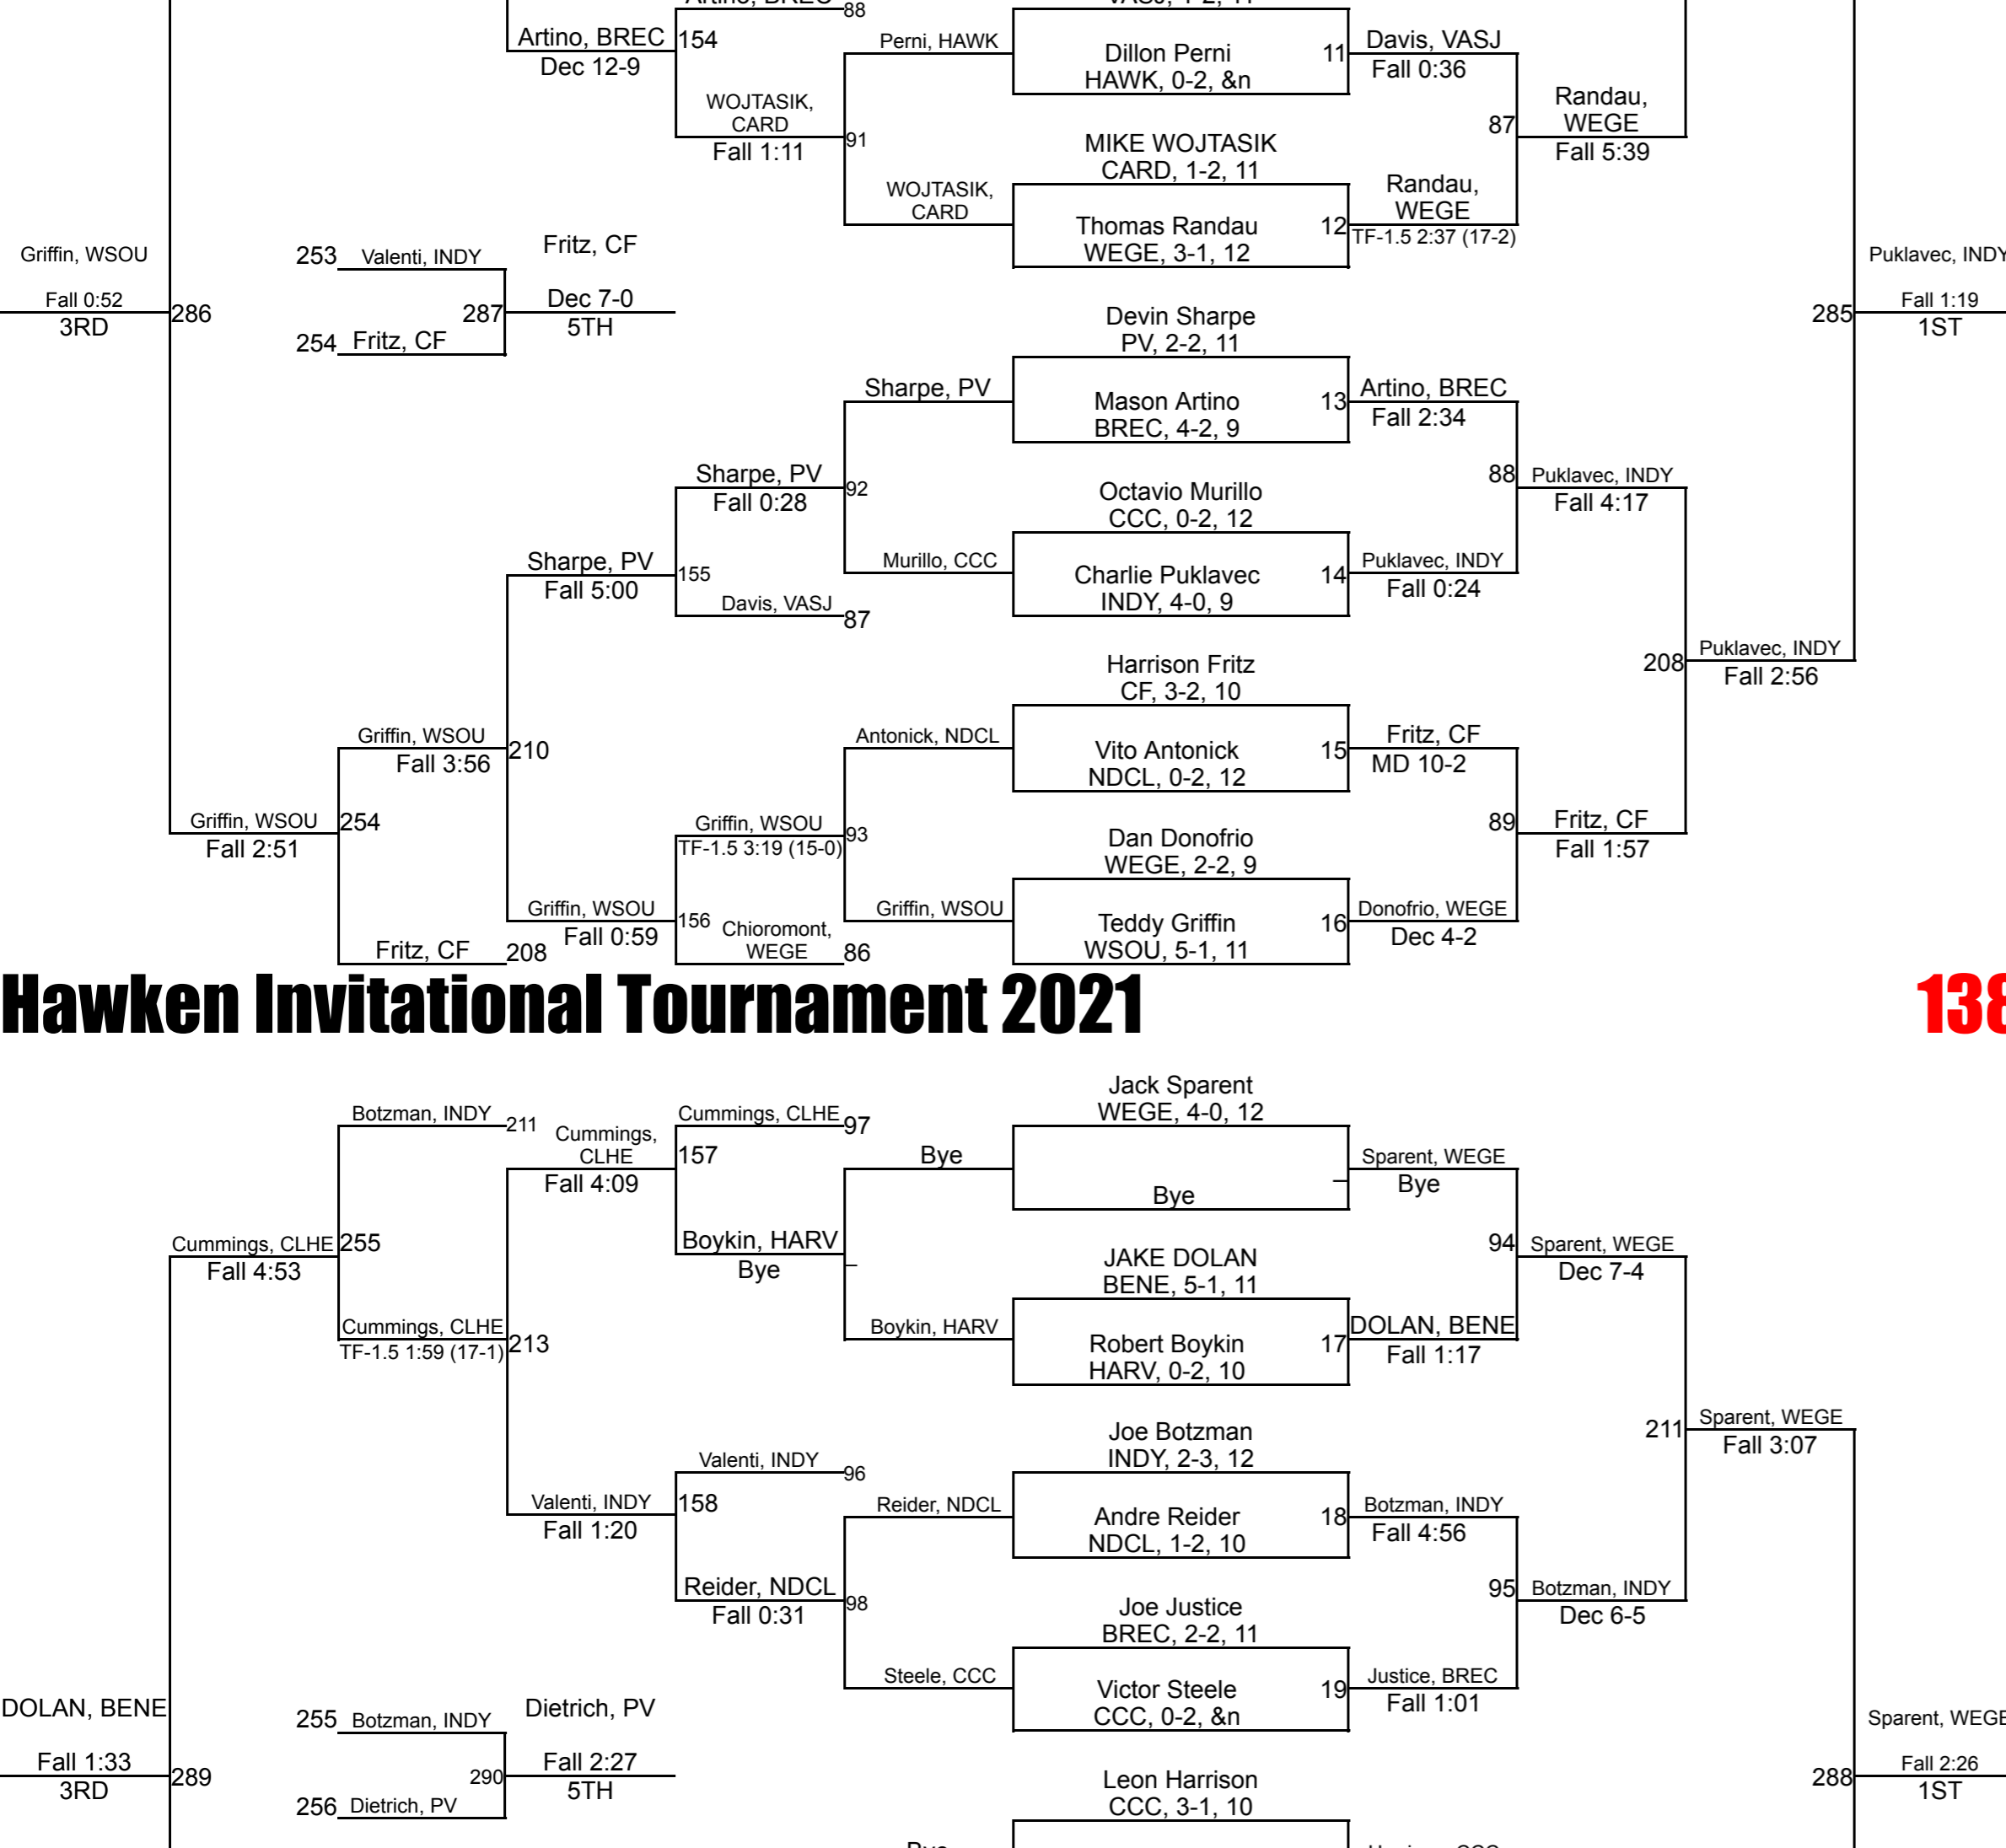 Artino, BREC
88
VASJ, 1-2, 11
Artino, BREC
154
Dec 12-9
Perni, HAWK
Dillon Perni
HAWK, 0-2, &n
11
Davis, VASJ
Fall 0:36
WOJTASIK,
CARD
Fall 1:11
91
MIKE WOJTASIK
CARD, 1-2, 11
87
Randau,
WEGE
Fall 5:39
WOJTASIK,
CARD
Thomas Randau
WEGE, 3-1, 12
12
Randau,
WEGE
TF-1.5 2:37 (17-2)
Griffin, WSOU
Fall 0:52
3RD
286
253
Valenti, INDY
254
Fritz, CF
287
Fritz, CF
Dec 7-0
5TH
285
Puklavec, INDY
Fall 1:19
1ST
Devin Sharpe
PV, 2-2, 11
Sharpe, PV
Mason Artino
BREC, 4-2, 9
13
Artino, BREC
Fall 2:34
Sharpe, PV
Fall 0:28
92
Octavio Murillo
CCC, 0-2, 12
88
Puklavec, INDY
Fall 4:17
Sharpe, PV
Fall 5:00
155
Murillo, CCC
Charlie Puklavec
INDY, 4-0, 9
14
Puklavec, INDY
Fall 0:24
Davis, VASJ
87
Harrison Fritz
CF, 3-2, 10
208
Puklavec, INDY
Fall 2:56
Griffin, WSOU
Fall 3:56
210
Antonick, NDCL
Vito Antonick
NDCL, 0-2, 12
15
Fritz, CF
MD 10-2
Griffin, WSOU
Fall 2:51
254
Griffin, WSOU
TF-1.5 3:19 (15-0)
93
Dan Donofrio
WEGE, 2-2, 9
89
Fritz, CF
Fall 1:57
Griffin, WSOU
Fall 0:59
156
Chioromont,
WEGE
86
Griffin, WSOU
Teddy Griffin
WSOU, 5-1, 11
16
Donofrio, WEGE
Dec 4-2
Fritz, CF
208
Hawken Invitational Tournament 2021
138
Jack Sparent
WEGE, 4-0, 12
Botzman, INDY
211
Cummings,
CLHE
Fall 4:09
Cummings, CLHE
97
157
Bye
Bye
Sparent, WEGE
Bye
Cummings, CLHE
Fall 4:53
255
Boykin, HARV
Bye
JAKE DOLAN
BENE, 5-1, 11
94
Sparent, WEGE
Dec 7-4
Cummings, CLHE
TF-1.5 1:59 (17-1)
213
Boykin, HARV
Robert Boykin
HARV, 0-2, 10
17
DOLAN, BENE
Fall 1:17
Joe Botzman
INDY, 2-3, 12
211
Sparent, WEGE
Fall 3:07
Valenti, INDY
96
Valenti, INDY
Fall 1:20
158
Reider, NDCL
Andre Reider
NDCL, 1-2, 10
18
Botzman, INDY
Fall 4:56
Reider, NDCL
Fall 0:31
98
Joe Justice
BREC, 2-2, 11
95
Botzman, INDY
Dec 6-5
Steele, CCC
Victor Steele
CCC, 0-2, &n
19
Justice, BREC
Fall 1:01
DOLAN, BENE
Fall 1:33
3RD
289
255
Botzman, INDY
256
Dietrich, PV
290
Dietrich, PV
Fall 2:27
5TH
Leon Harrison
CCC, 3-1, 10
288
Sparent, WEGE
Fall 2:26
1ST